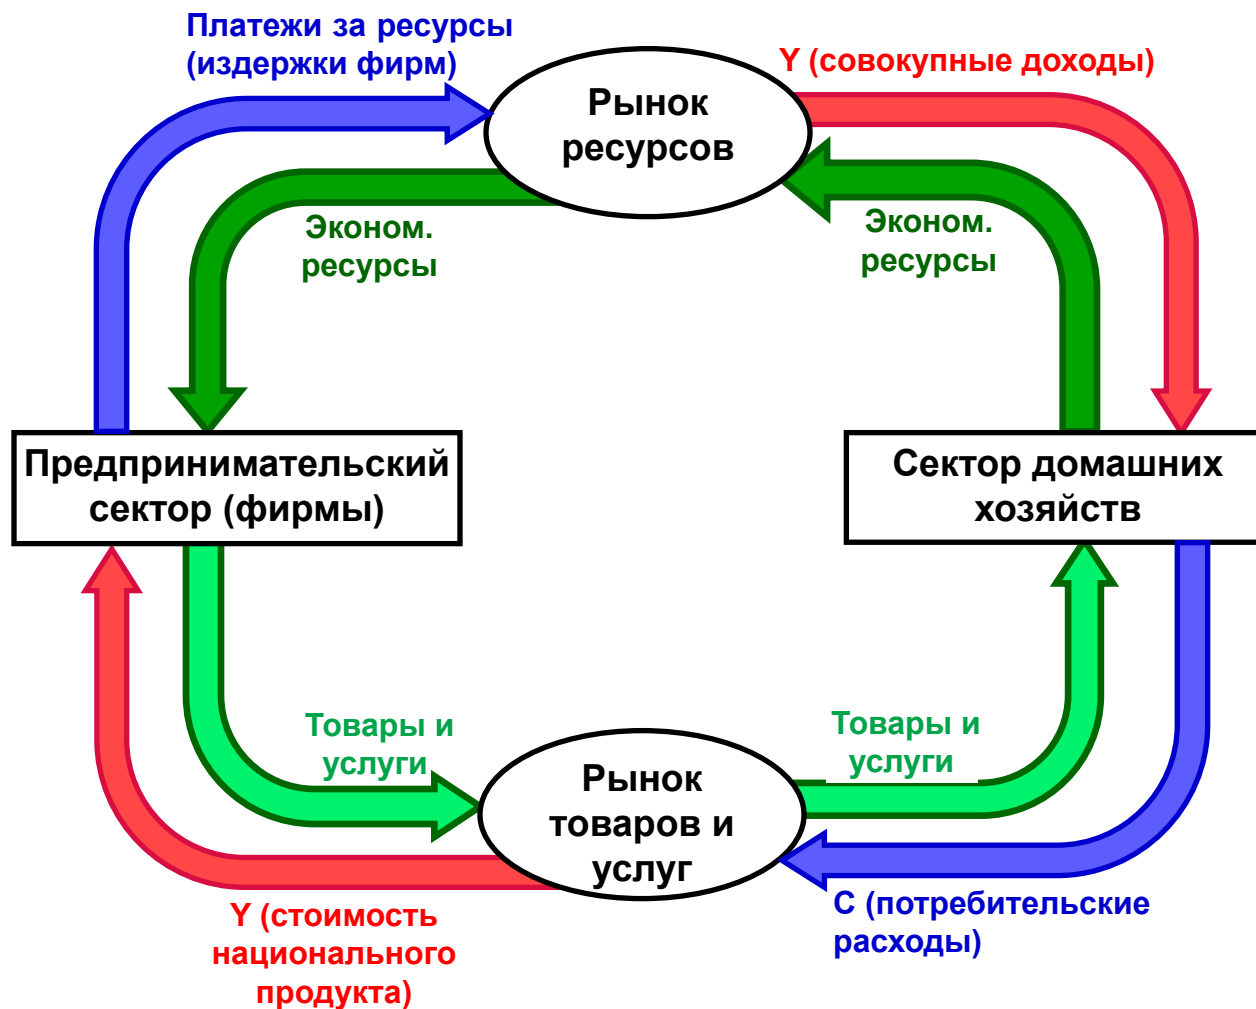 Платежи за ресурсы
(издержки фирм)
Y (совокупные доходы)
Рынок
ресурсов
Эконом.
ресурсы
Эконом.
ресурсы
Предпринимательский
сектор (фирмы)
Сектор домашних
хозяйств
Товары и
услуги
Товары и
услуги
Рынок
товаров и
услуг
Y (стоимость
национального
продукта)
C (потребительские
расходы)